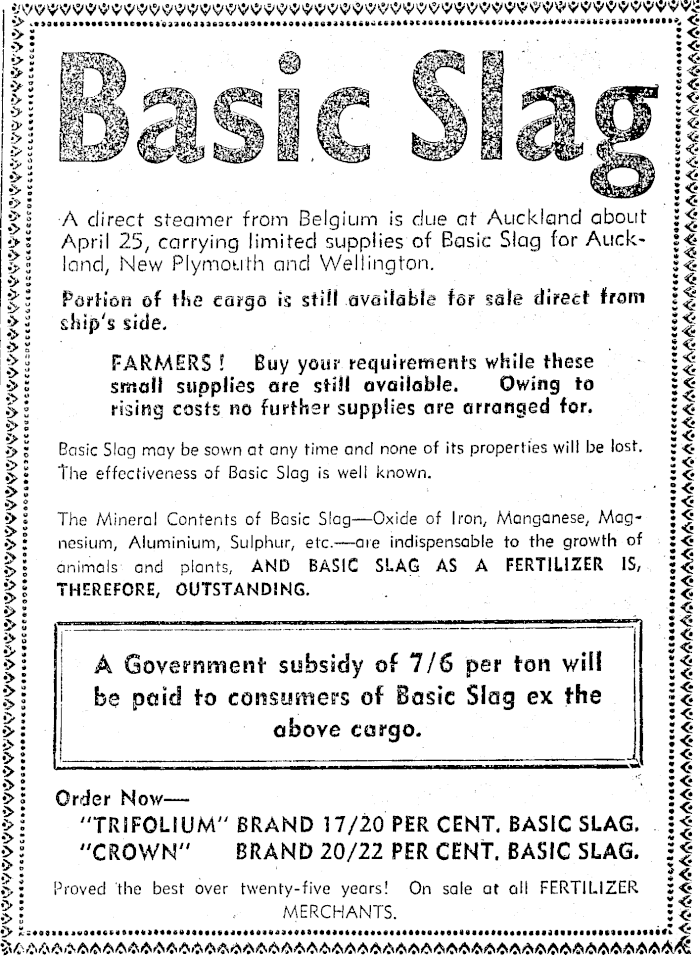 Basic Slag
A direct steamer from Belgium is due at Auckland about
April 25, carrying limited supplies of Basic Slag for Auck-
land, New Plymouth and Wellington.
Portion of the cargo is still available for sale direct from
ship's side.
FARMERS! Buy your requirements while these
small supplies are still available. Owing to
rising costs no further supplies are arranged for.
Basic Slag may be sown at any time and none of its properties will be lost.
The effectiveness of Basic Slag is well known.
The Mineral Contents of Basic Slag—Oxide of Iron, Manganese, Mag-
nesium, Aluminium, Sulphur, etc.—are indispensable to the growth of
animals and plants, AND BASIC SLAG AS A FERTILIZER IS,
THEREFORE, OUTSTANDING.
A Government subsidy of 7/6 per ton will
be paid to consumers of Basic Slag ex the
above cargo.
Order Now—
"TRIFOLIUM" BRAND 17/20 PER CENT. BASIC SLAG.
"CROWN" BRAND 20/22 PER CENT. BASIC SLAG.
Proved the best over twenty-five years! On sale at all FERTILIZER
MERCHANTS.